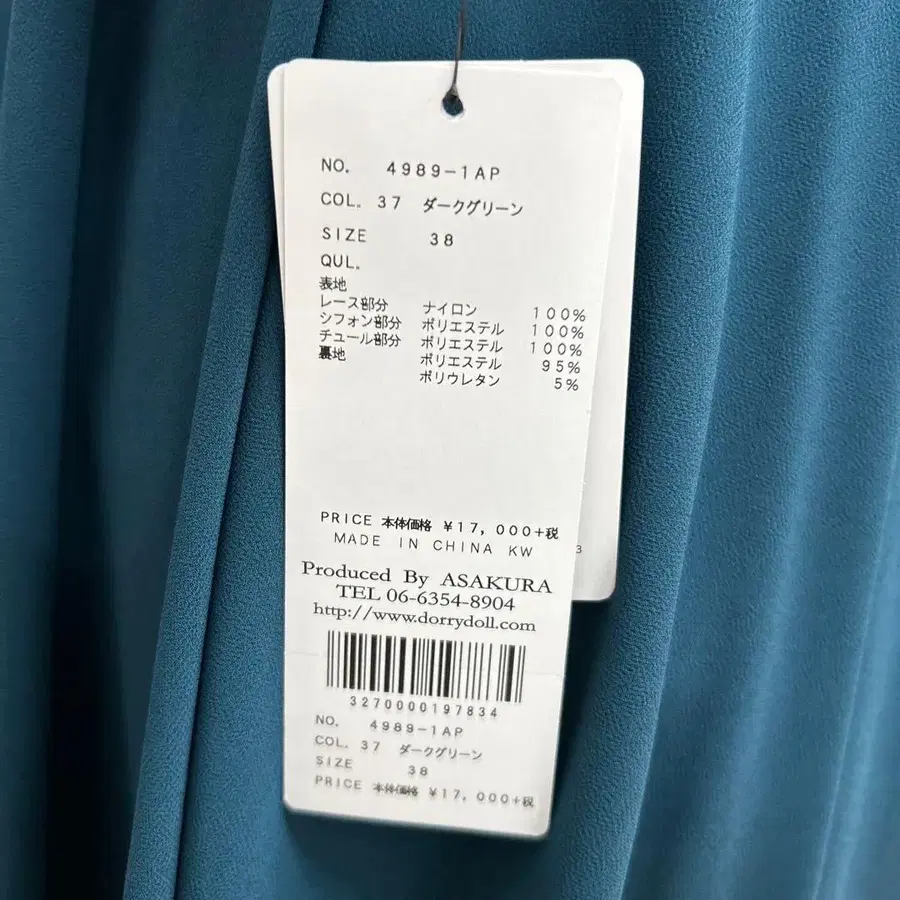 NO. 4989-1AP
COL. 37 ダークグリーン
SIZE 38
QUL.
表地
レース部分 ナイロン 100%
シフォン部分 ポリエステル 100%
チュール部分 ポリエステル 100%
裏地 ポリエステル 95%
ポリウレタン 5%
PRICE 本体価格 ¥17,000+税
MADE IN CHINA KW
3
Produced By ASAKURA
TEL 06-6354-8904
http://www.dorrydoll.com
3270000197834
NO. 4989-1AP
COL. 37 ダークグリーン
SIZE 38
PRICE 本体価格 ¥17,000+税